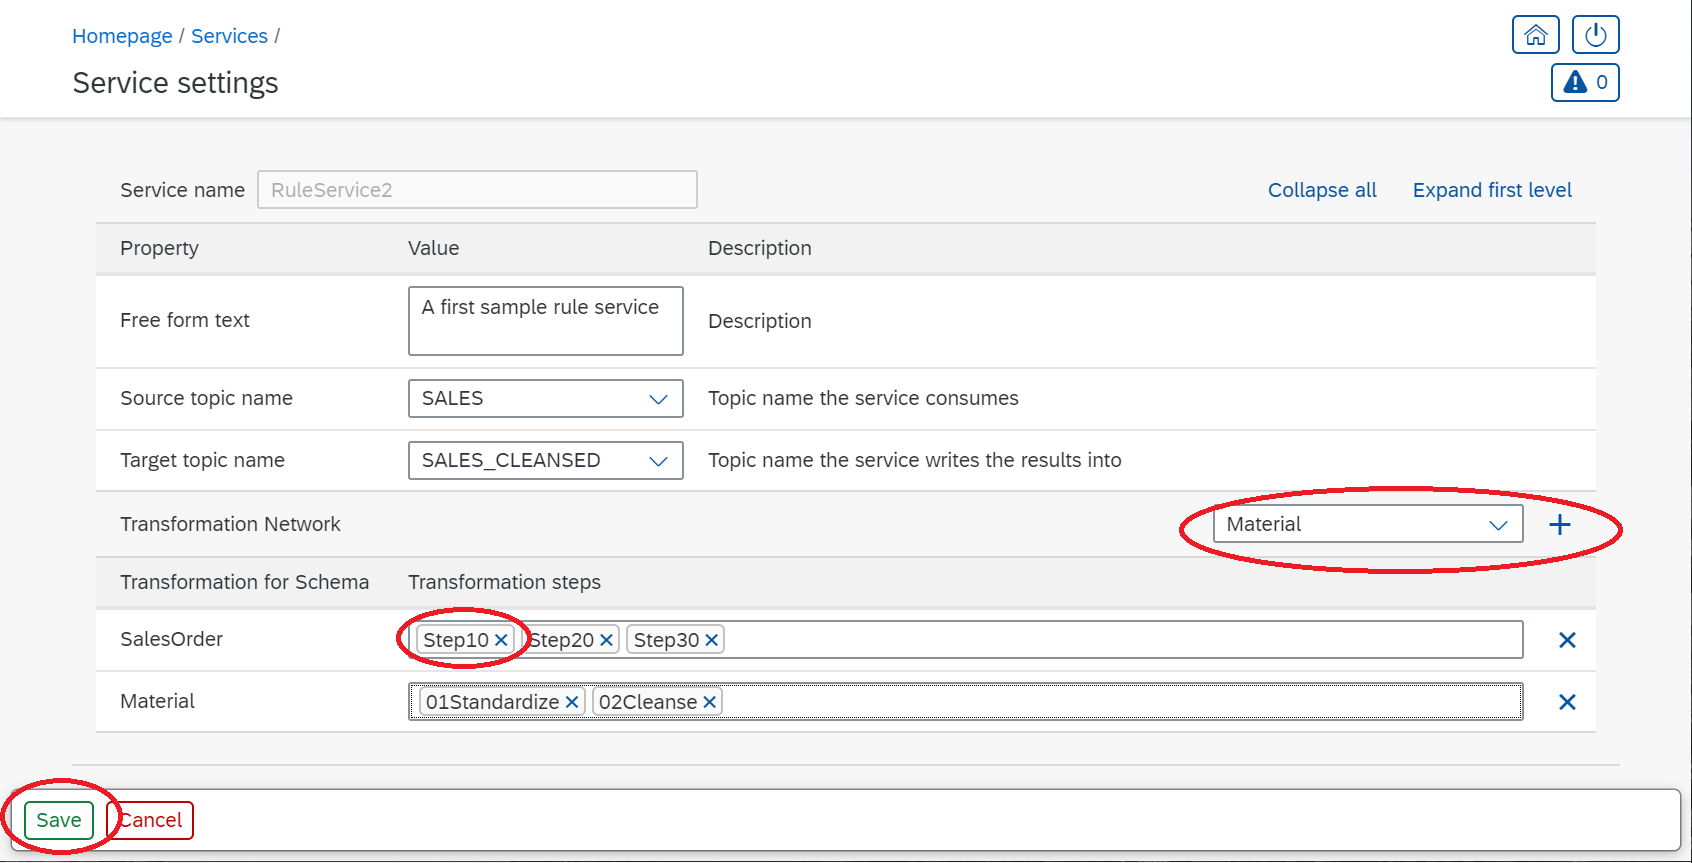 Homepage / Services /
Service settings
0
Service name RuleService2 Collapse all Expand first level
Property Value Description
Free form text A first sample rule service Description
Source topic name SALES Topic name the service consumes
Target topic name SALES_CLEANSED Topic name the service writes the results into
Transformation Network Material
Transformation for Schema Transformation steps
SalesOrder Step10 Step20 Step30
Material 01Standardize 02Cleanse
Save Cancel